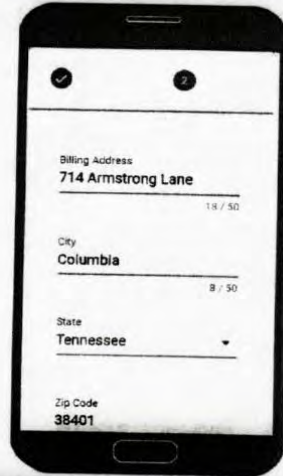 2
Billing Address
714 Armstrong Lane
18 / 50
City
Columbia
8 / 50
State
Tennessee
Zip Code
38401